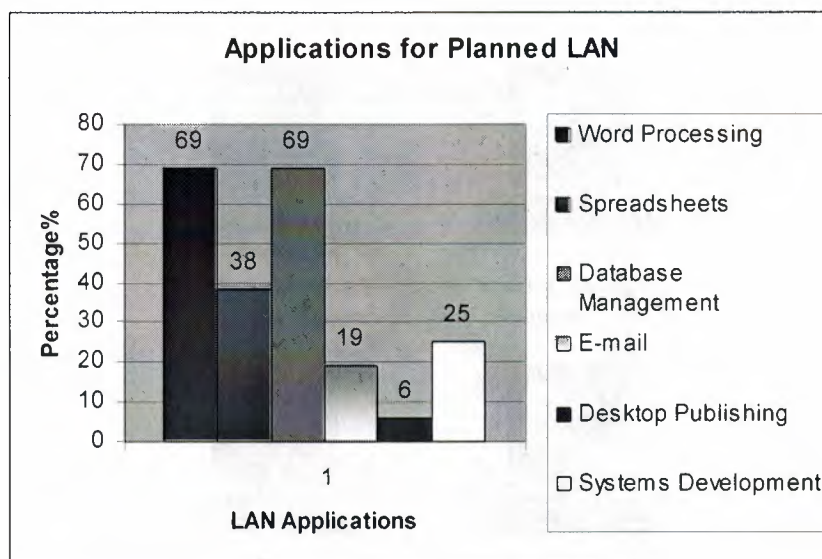 Applications for Planned LAN
80
70
60
50
40
30
20
10
0
Percentage%
69
38
69
19
6
25
1
LAN Applications
Word Processing
Spreadsheets
Database
Management
E-mail
Desktop Publishing
Systems Development